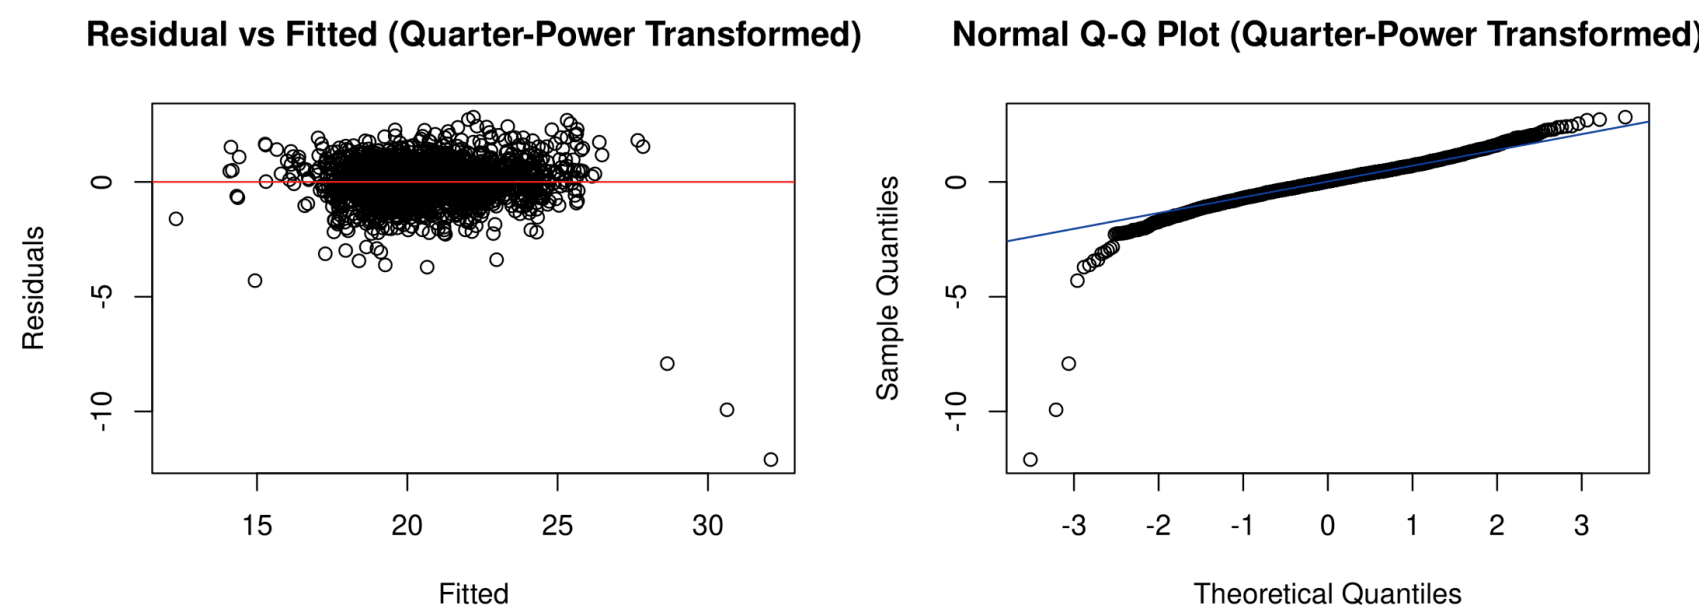 Residual vs Fitted (Quarter-Power Transformed)
Residuals
0
-5
-10
15 20 25 30
Fitted
Normal Q-Q Plot (Quarter-Power Transformed)
Sample Quantiles
0
-5
-10
-3 -2 -1 0 1 2 3
Theoretical Quantiles